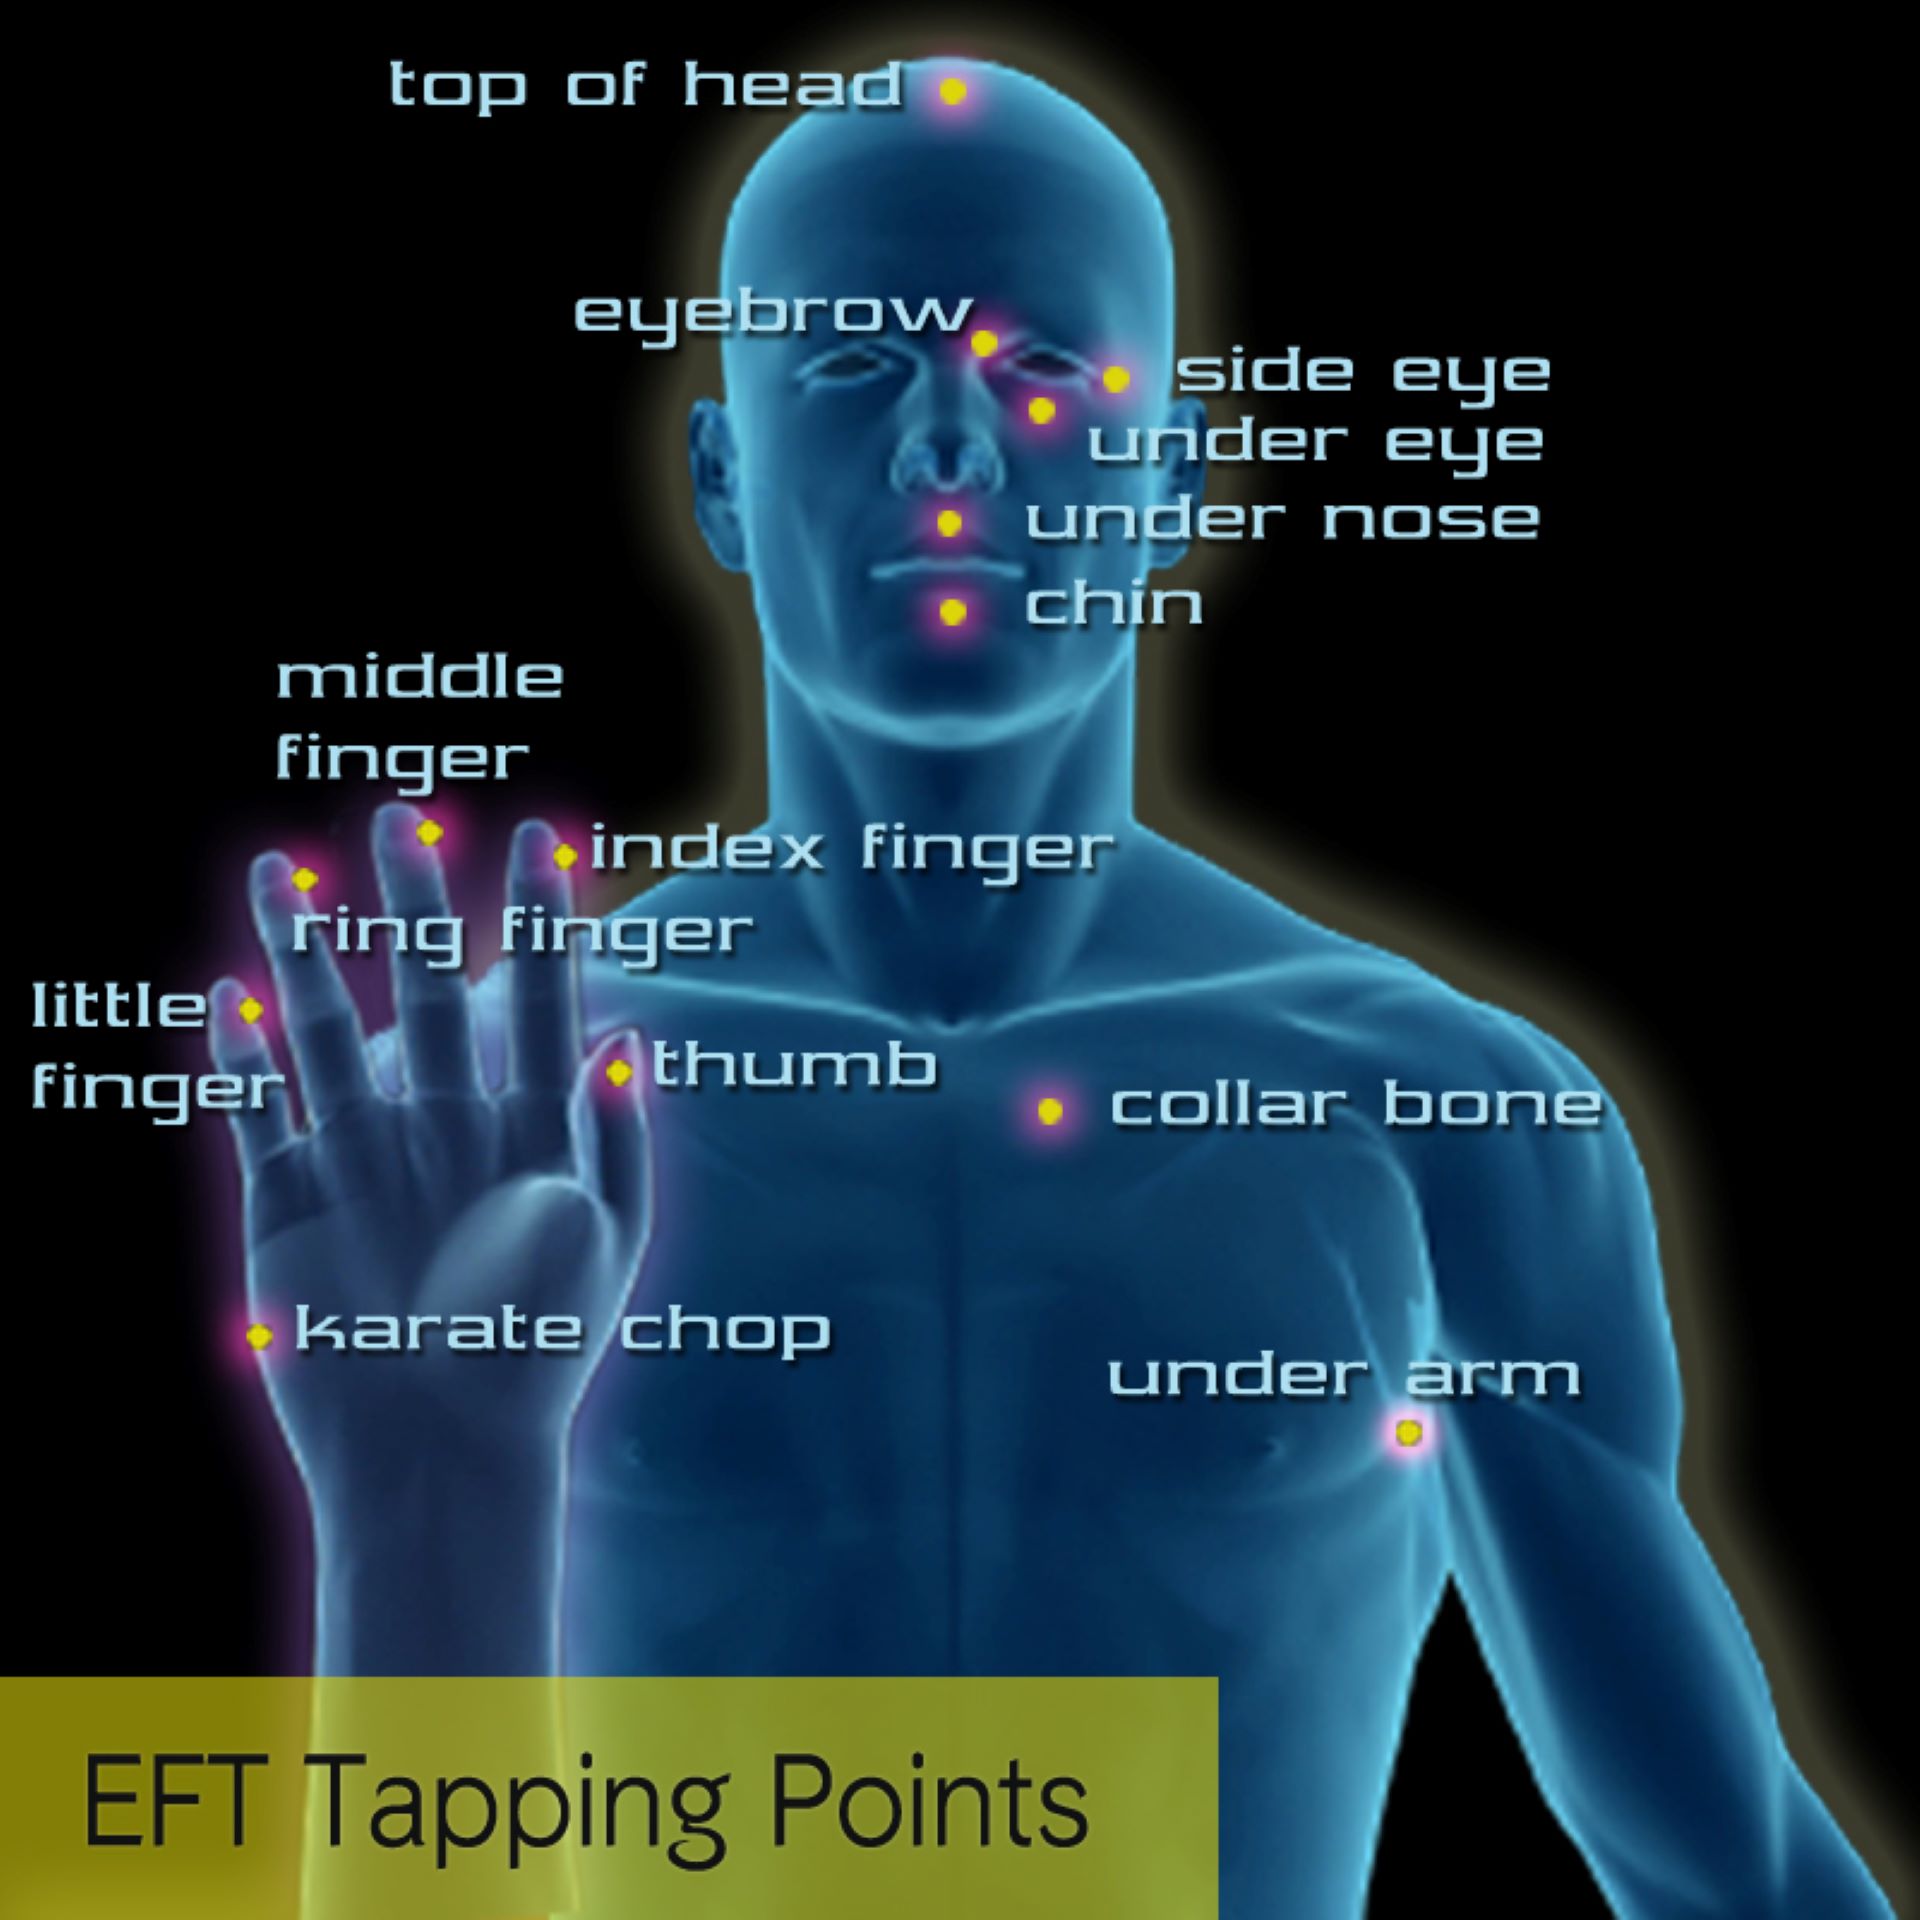 top of head
eyebrow
side eye
under eye
under nose
chin
middle
finger
index finger
ring finger
little
finger
thumb
collar bone
karate chop
under arm
EFT Tapping Points